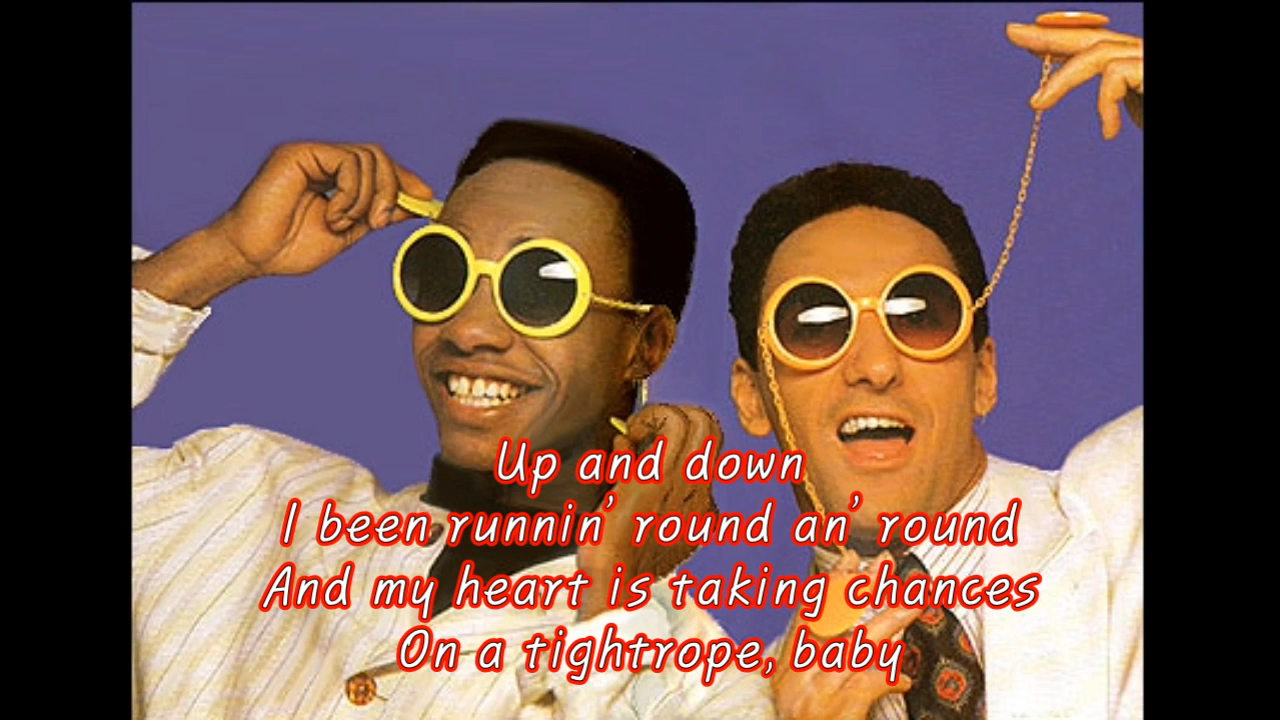 Up and down
I been runnin' round an' round
And my heart is taking chances
On a tightrope, baby